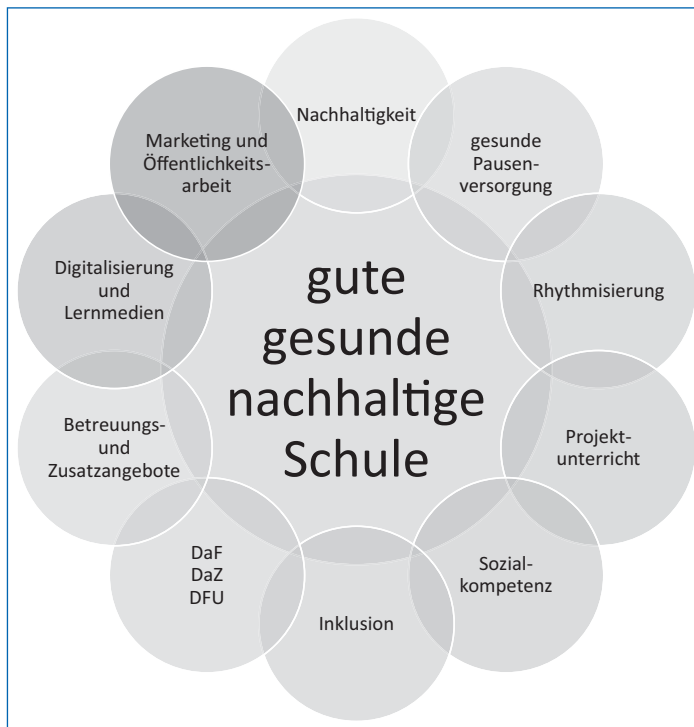 gute
gesunde
nachhaltige
Schule
Nachhaltigkeit
gesunde
Pausen-
versorgung
Rhythmisierung
Projekt-
unterricht
Sozial-
kompetenz
Inklusion
DaF
DaZ
DFU
Betreuungs-
und
Zusatzangebote
Digitalisierung
und
Lernmedien
Marketing und
Öffentlichkeits-
arbeit